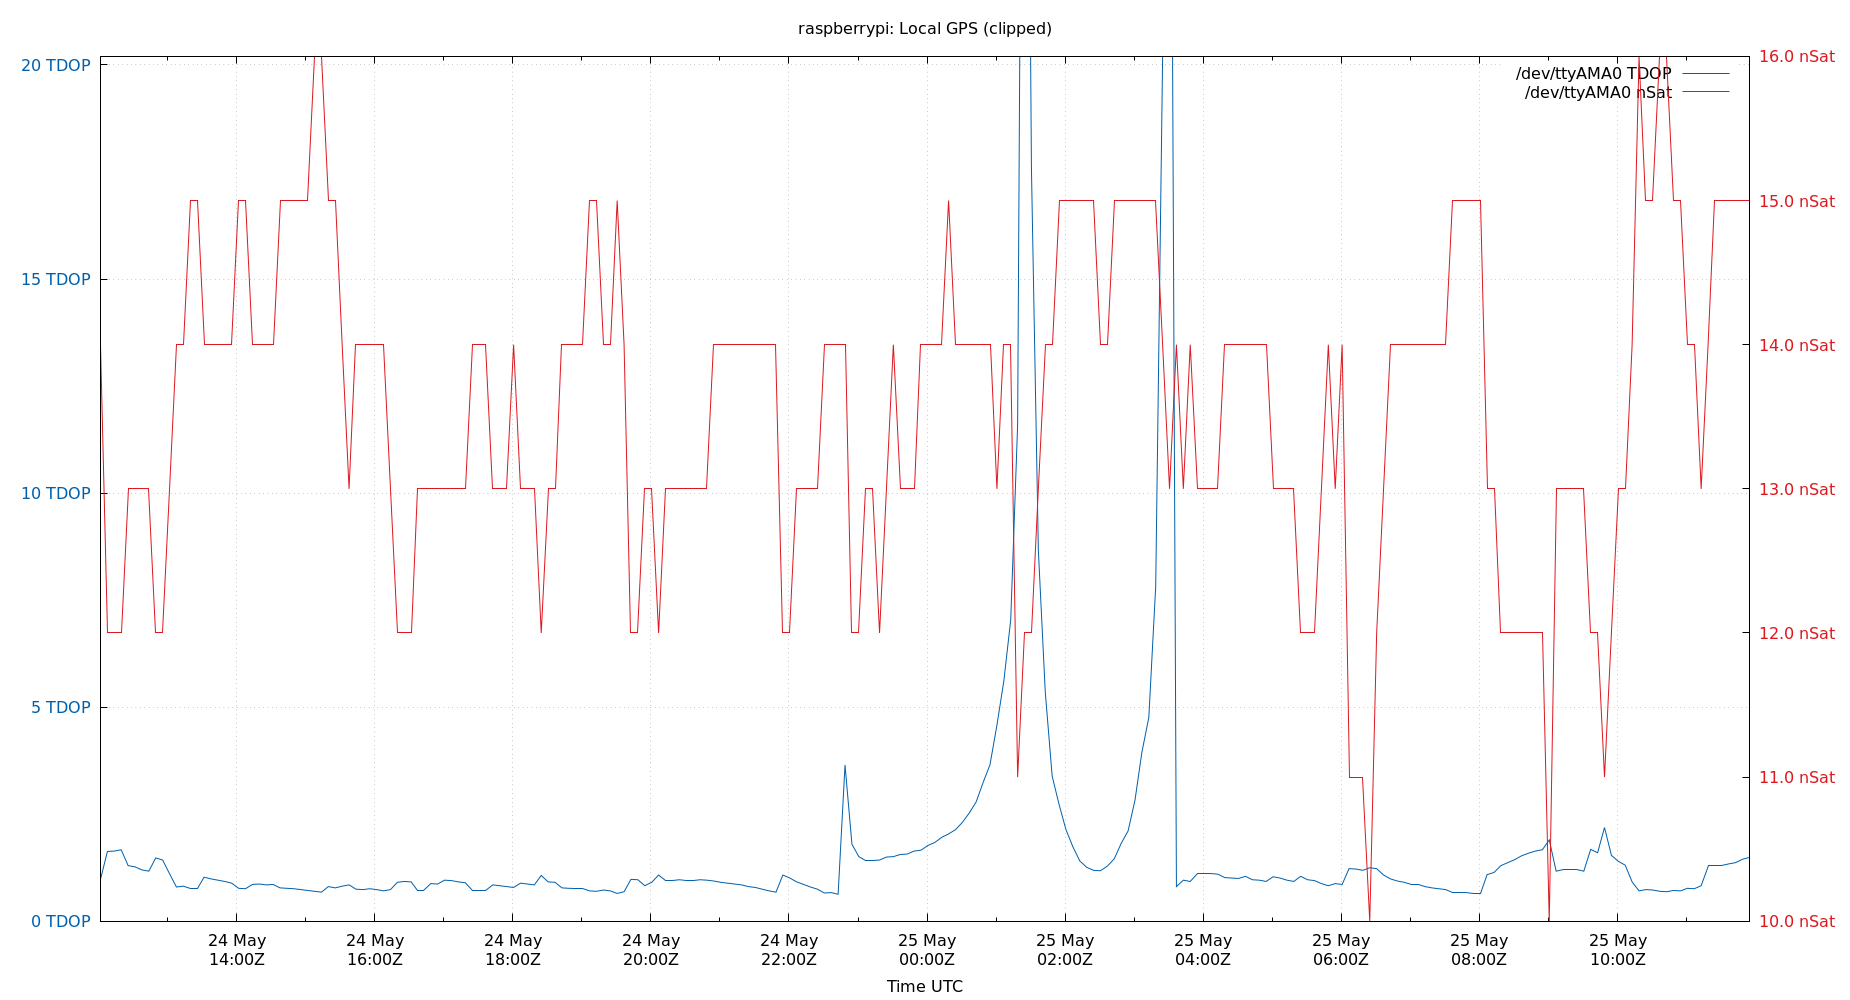 raspberrypi: Local GPS (clipped)
20 TDOP
15 TDOP
10 TDOP
5 TDOP
0 TDOP
16.0 nSat
15.0 nSat
14.0 nSat
13.0 nSat
12.0 nSat
11.0 nSat
10.0 nSat
/dev/ttyAMA0 TDOP
/dev/ttyAMA0 nSat
24 May
14:00Z
24 May
16:00Z
24 May
18:00Z
24 May
20:00Z
24 May
22:00Z
25 May
00:00Z
25 May
02:00Z
25 May
04:00Z
25 May
06:00Z
25 May
08:00Z
25 May
10:00Z
Time UTC